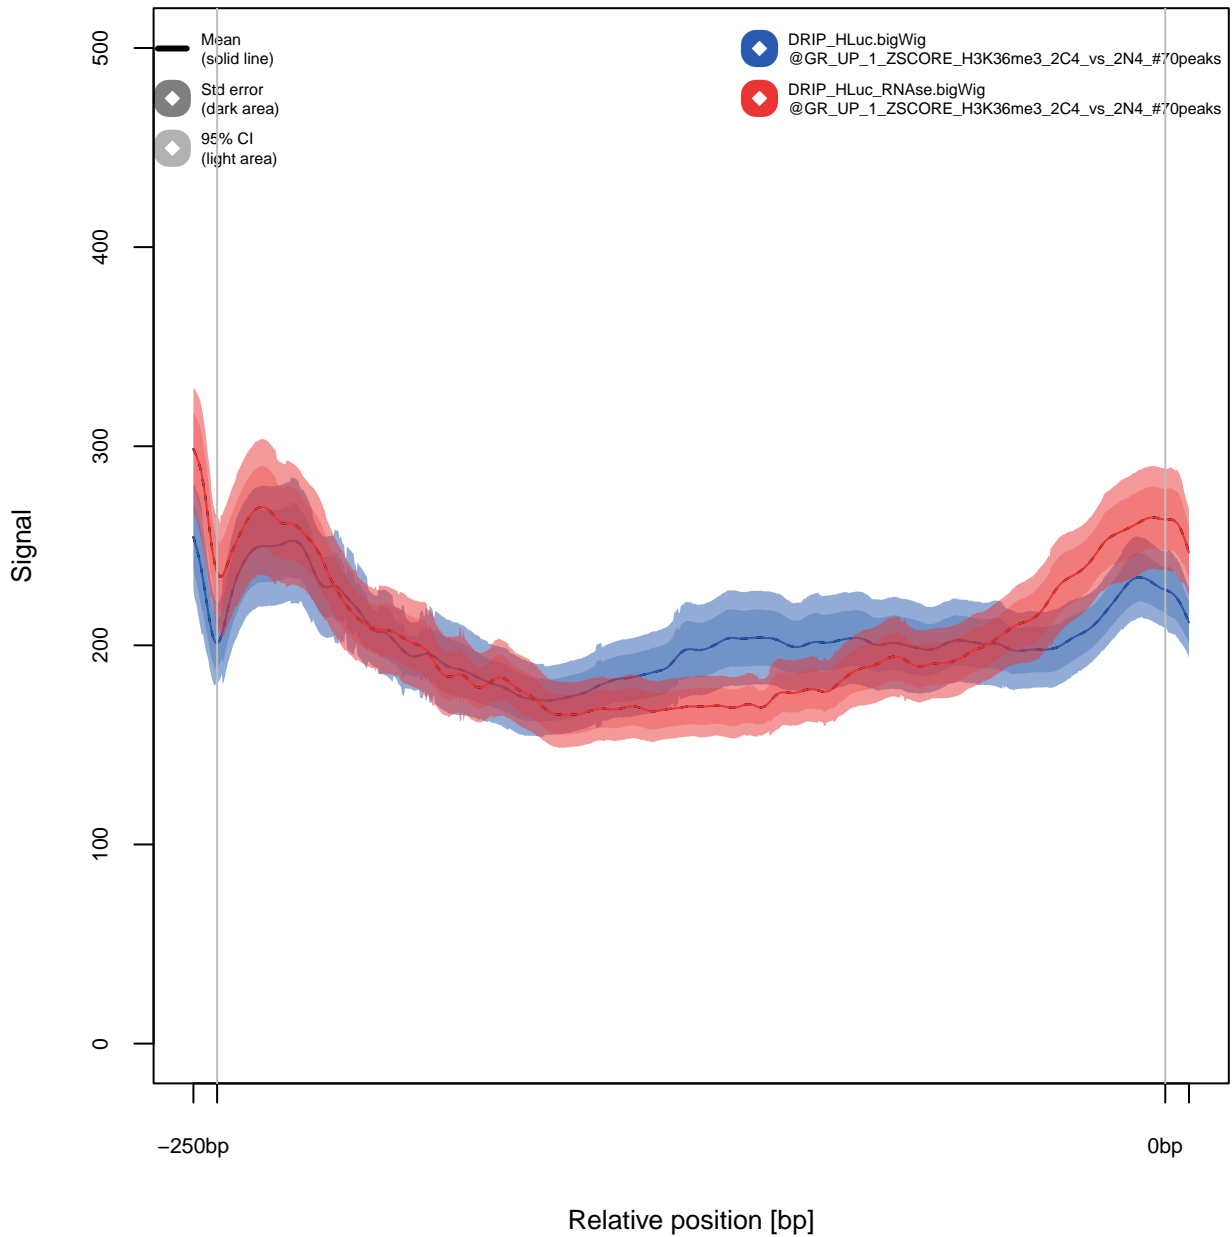 500
400
300
200
100
0
Signal
Mean
(solid line)
Std error
(dark area)
95% CI
(light area)
DRIP_HLuc.bigWig
@GR_UP_1_ZSCORE_H3K36me3_2C4_vs_2N4_#70peaks
DRIP_HLuc_RNAse.bigWig
@GR_UP_1_ZSCORE_H3K36me3_2C4_vs_2N4_#70peaks
−250bp
0bp
Relative position [bp]